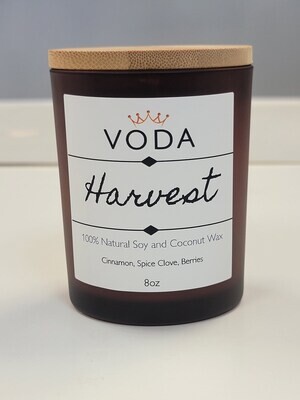 VODA
Harvest
100% Natural Soy and Coconut Wax
Cinnamon, Spice Clove, Berries
8oz